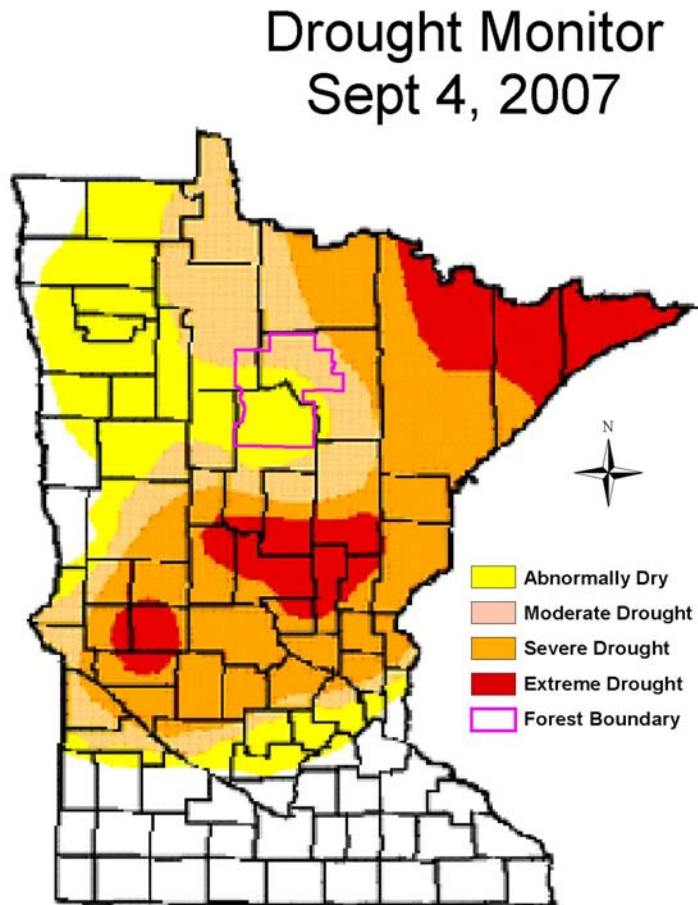 Drought Monitor
Sept 4, 2007
N
Abnormally Dry
Moderate Drought
Severe Drought
Extreme Drought
Forest Boundary